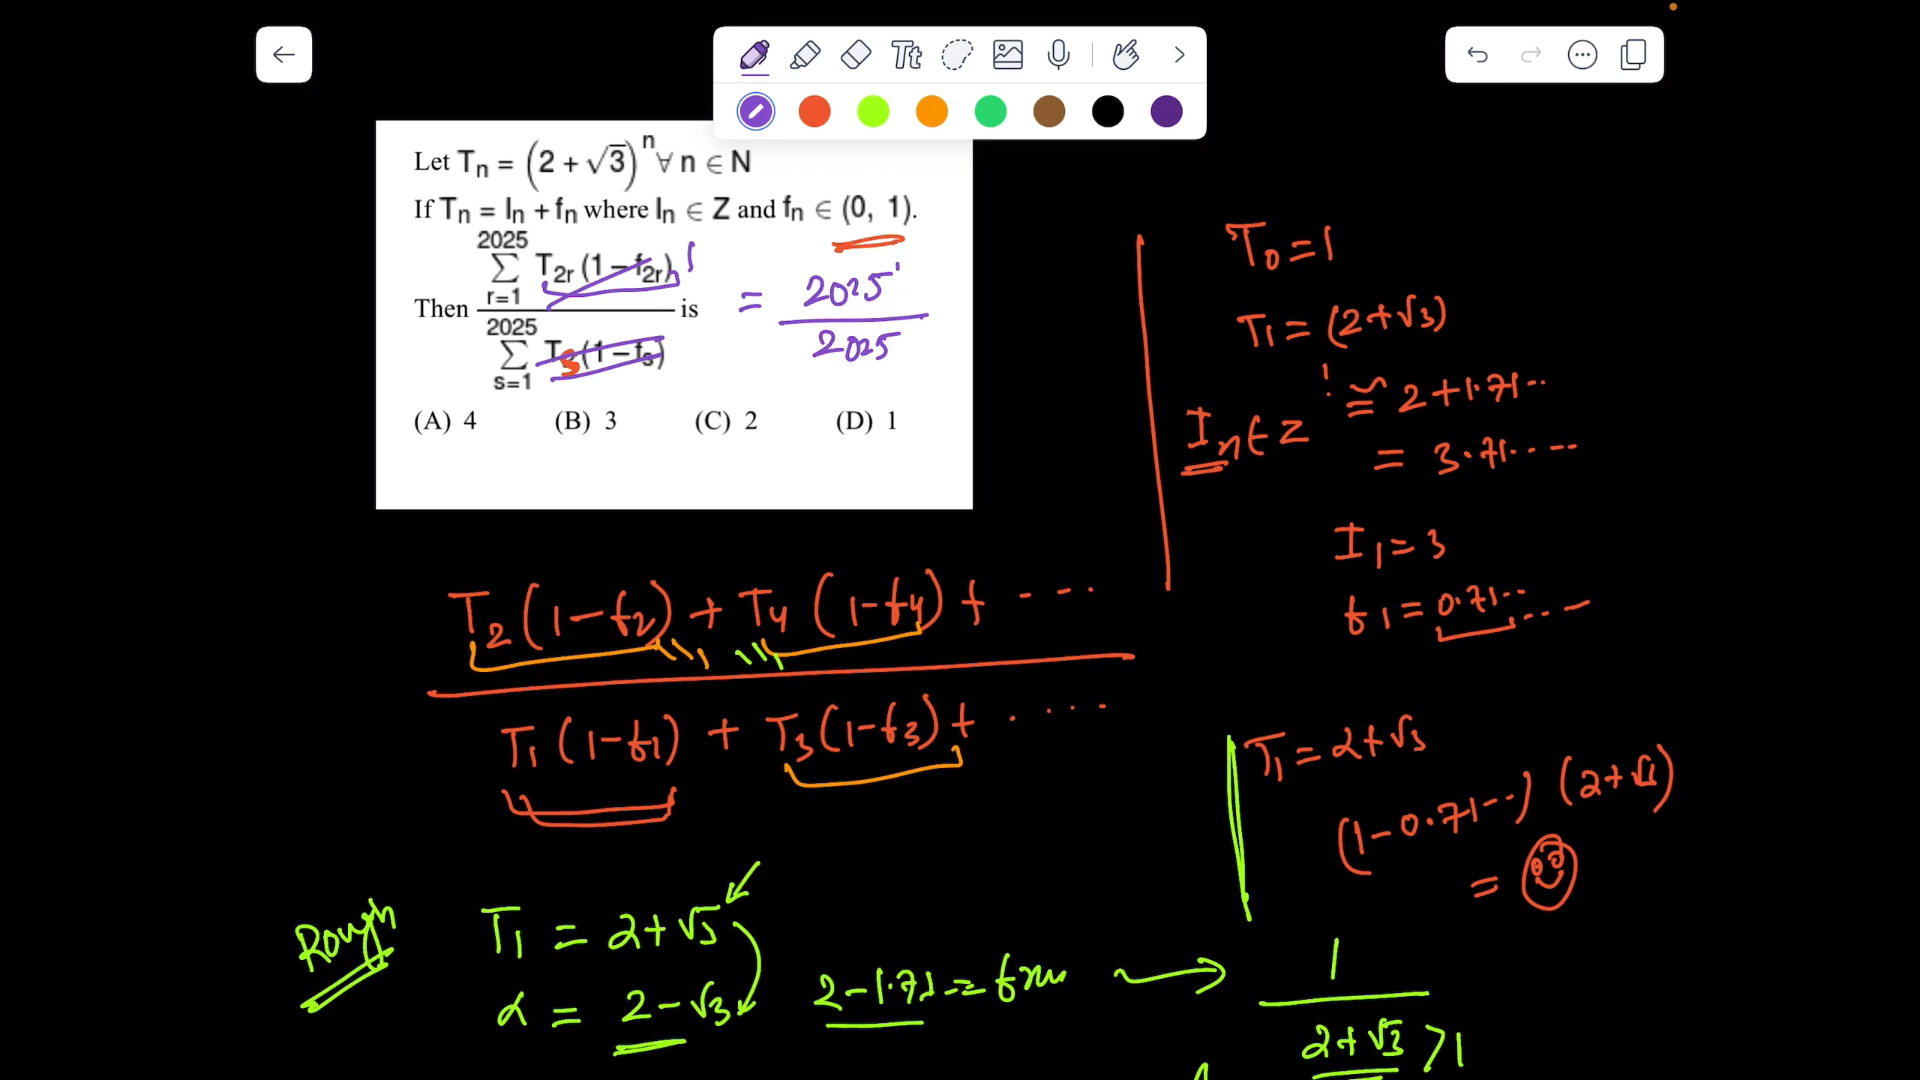 Tt
Let Tn = (2 + √3)^n ∀ n ∈ N
If Tn = In + fn where In ∈ Z and fn ∈ (0, 1).
2025
Σ T2r (1 – f2r) 1
r=1
Then is = 2025 / 2025
2025
Σ Ts (1 – fs)
s=1
(A) 4 (B) 3 (C) 2 (D) 1
T0 = 1
T1 = (2+√3)
≅ 2+1.71..
In ∈ Z
= 3.71.....
I1 = 3
f1 = 0.71.....
T2 (1-f2) + T4 (1-f4) + ....
T1 (1-f1) + T3 (1-f3) + .....
T1 = 2+√3
(1-0.71--) (2+√3)
=
Rough
T1 = 2+√3
α = 2-√3
2-1.71 =
1
2+√3 >1